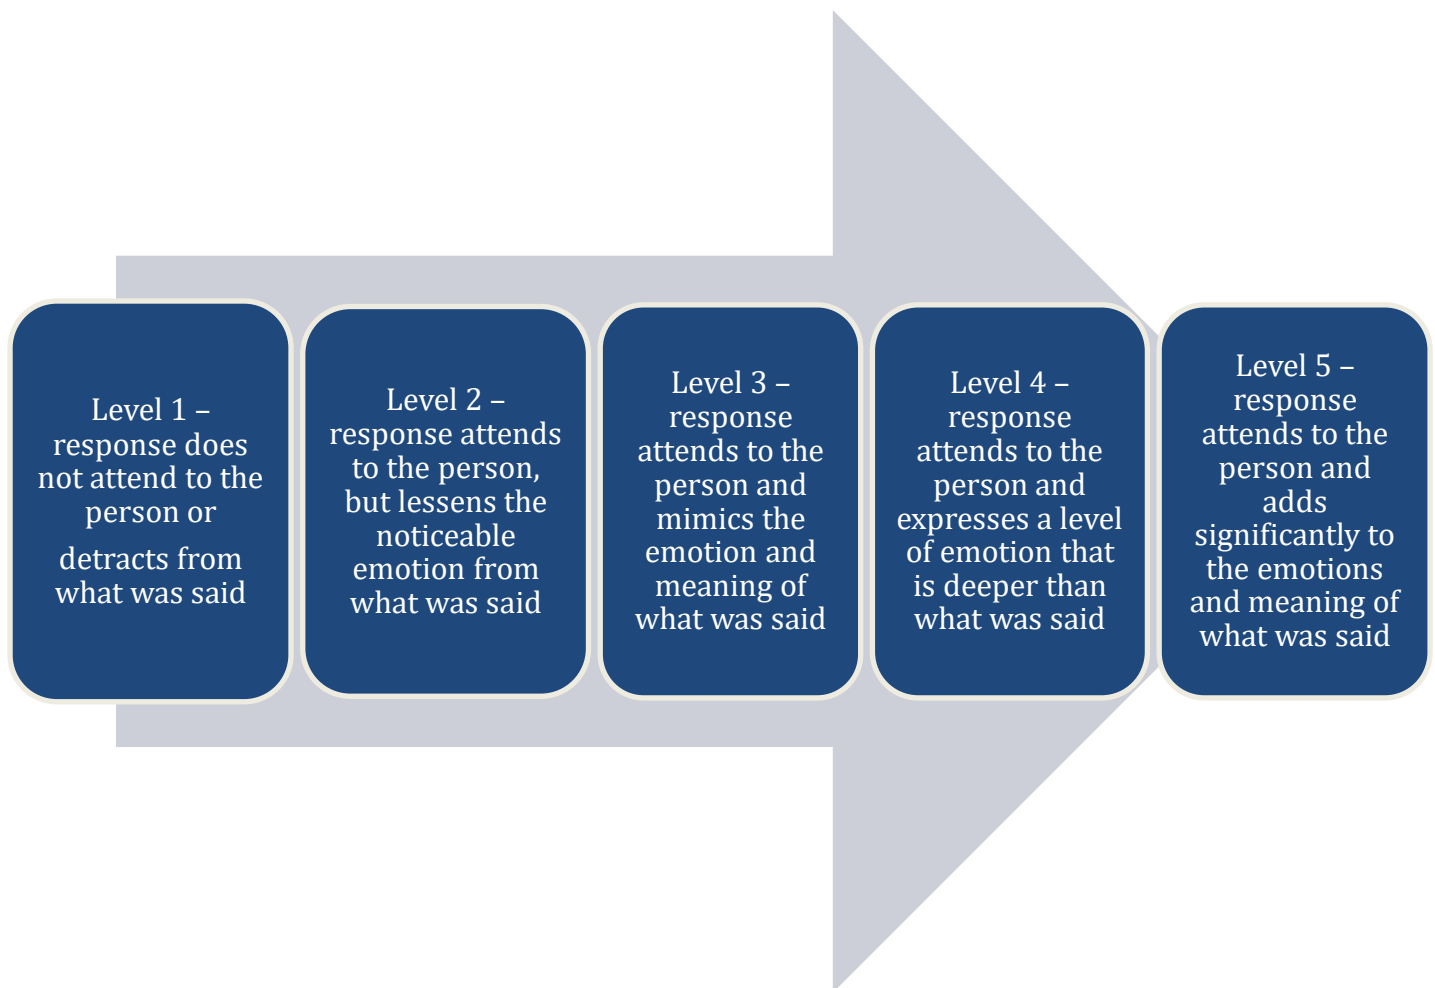 Level 1 –
response does
not attend to the
person or
detracts from
what was said
Level 2 –
response attends
to the person,
but lessens the
noticeable
emotion from
what was said
Level 3 –
response
attends to the
person and
mimics the
emotion and
meaning of
what was said
Level 4 –
response
attends to the
person and
expresses a level
of emotion that
is deeper than
what was said
Level 5 –
response
attends to the
person and
adds
significantly to
the emotions
and meaning of
what was said